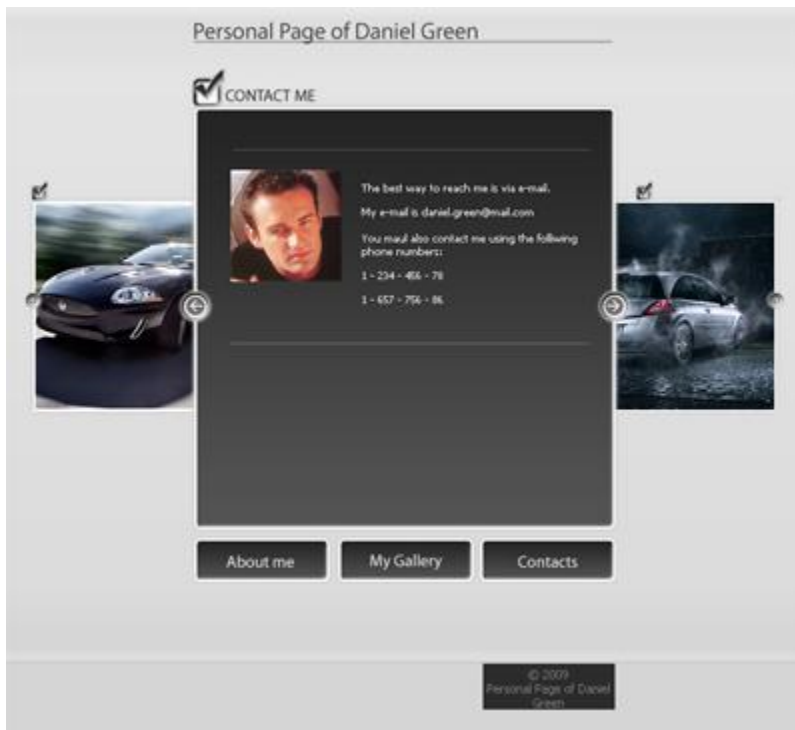 Personal Page of Daniel Green
CONTACT ME
The best way to reach me is via e-mail.
My e-mail is daniel.green@mail.com
You maul also contact me using the folliwing
phone numbers:
1 - 234 - 456 - 78
1 - 657 - 756 - 86
About me
My Gallery
Contacts
© 2009
Personal Page of Daniel
Green